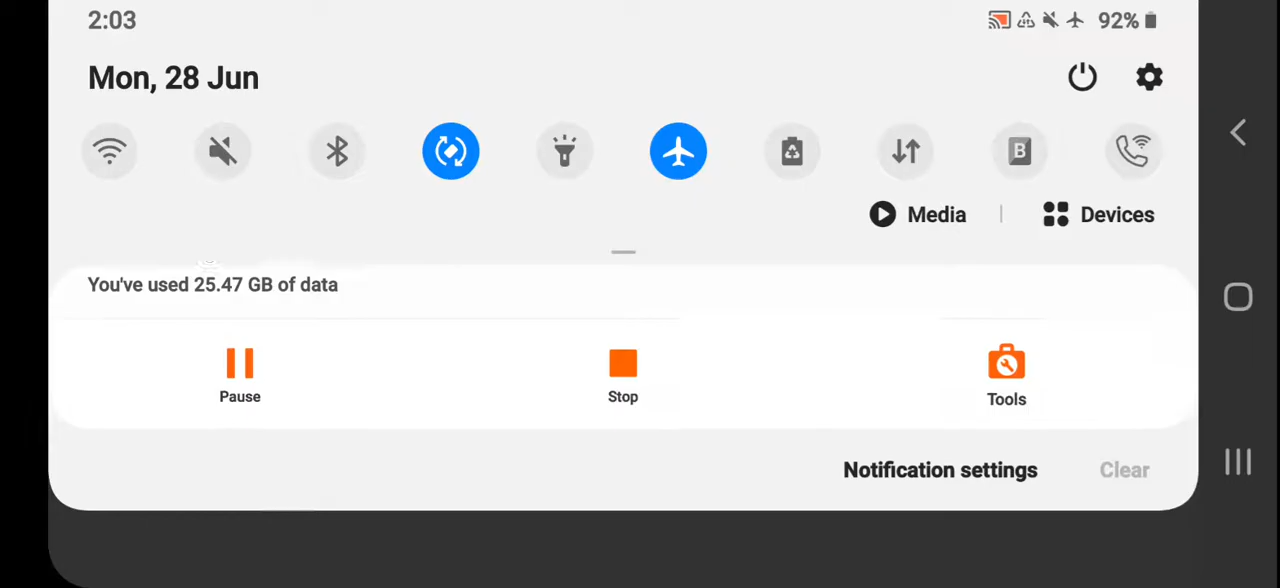 2:03
92%
Mon, 28 Jun
B
Media
Devices
You've used 25.47 GB of data
Pause
Stop
Tools
Notification settings
Clear